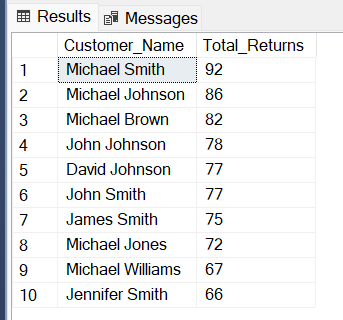 Results Messages
Customer_Name Total_Returns
1 Michael Smith 92
2 Michael Johnson 86
3 Michael Brown 82
4 John Johnson 78
5 David Johnson 77
6 John Smith 77
7 James Smith 75
8 Michael Jones 72
9 Michael Williams 67
10 Jennifer Smith 66